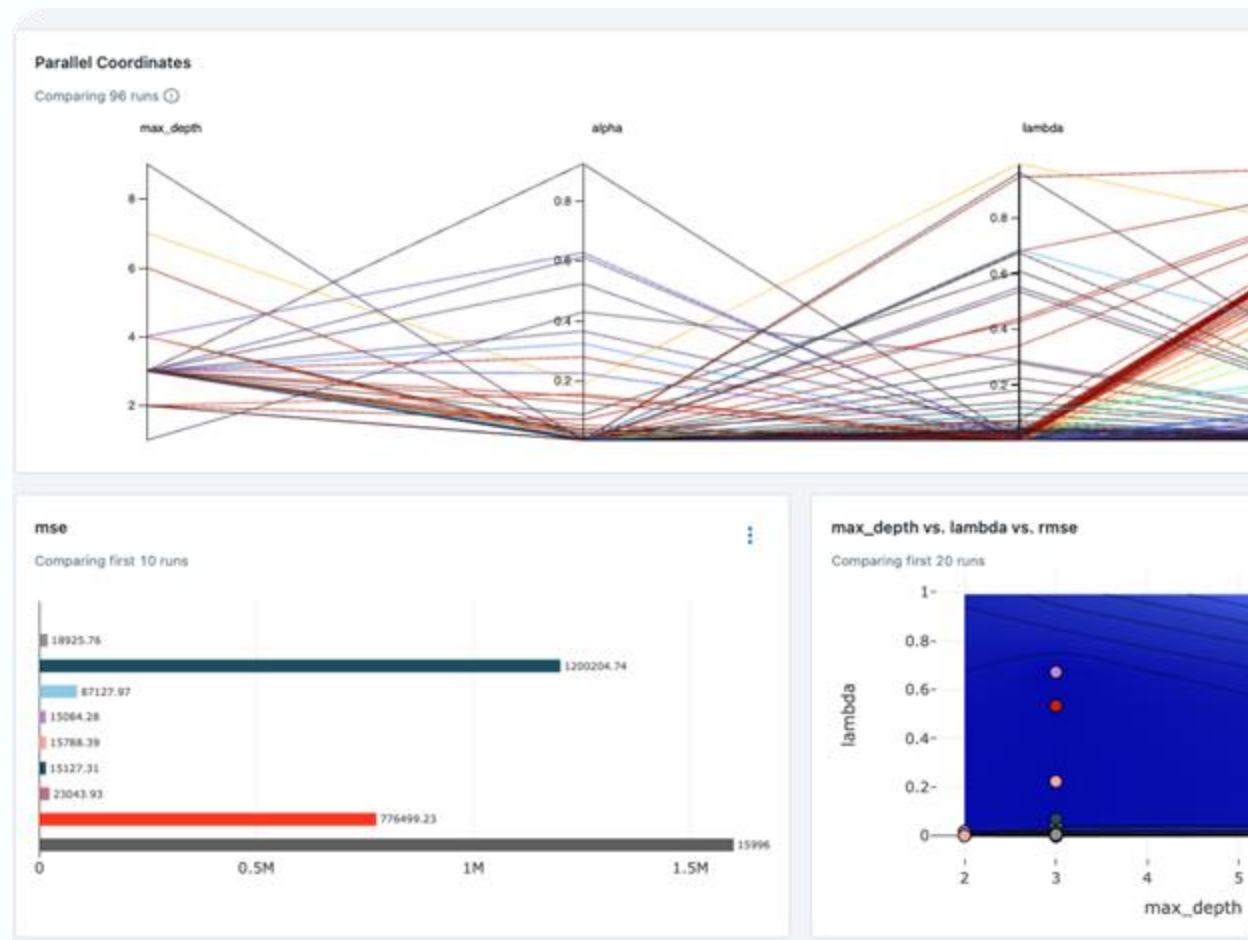 Parallel Coordinates
Comparing 96 runs
max_depth
alpha
lambda
8
6
4
2
0.8
0.6
0.4
0.2
0.8
0.6
0.4
0.2
mse
Comparing first 10 runs
18925.76
1200204.74
87127.97
15084.28
15788.39
15127.31
23043.93
776499.23
15996
0 0.5M 1M 1.5M
max_depth vs. lambda vs. rmse
Comparing first 20 runs
1
0.8
0.6
0.4
0.2
0
lambda
2 3 4 5
max_depth